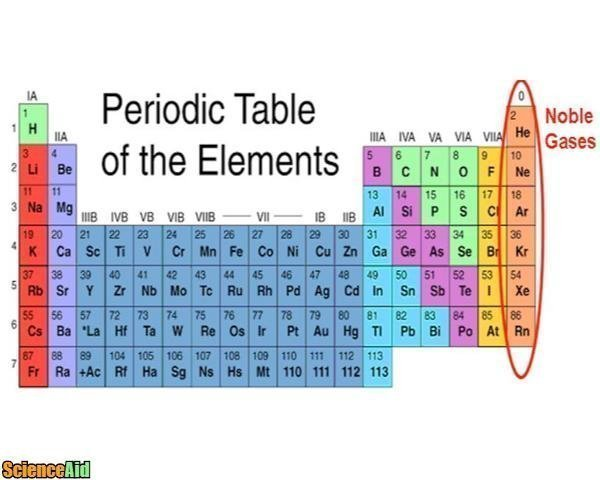 IA
0
Periodic Table
of the Elements
Noble
Gases
1
2
1
H
He
IIA
IIIA IVA VA VIA VIIA
3 4 5 6 7 8 9 10
2
Li Be B C N O F Ne
11 11 13 14 15 16 17 18
3
Na Mg Al Si P S Cl Ar
IIIB IVB VB VIB VIIB VII IB IIB
19 20 21 22 23 24 25 26 27 28 29 30 31 32 33 34 35 36
4
K Ca Sc Ti V Cr Mn Fe Co Ni Cu Zn Ga Ge As Se Br Kr
37 38 39 40 41 42 43 44 45 46 47 48 49 50 51 52 53 54
5
Rb Sr Y Zr Nb Mo Tc Ru Rh Pd Ag Cd In Sn Sb Te I Xe
55 56 57 72 73 74 75 76 77 78 79 80 81 82 83 84 85 86
6
Cs Ba *La Hf Ta W Re Os Ir Pt Au Hg Tl Pb Bi Po At Rn
87 88 89 104 105 106 107 108 109 110 111 112 113
7
Fr Ra +Ac Rf Ha Sg Ns Hs Mt 110 111 112 113
ScienceAid